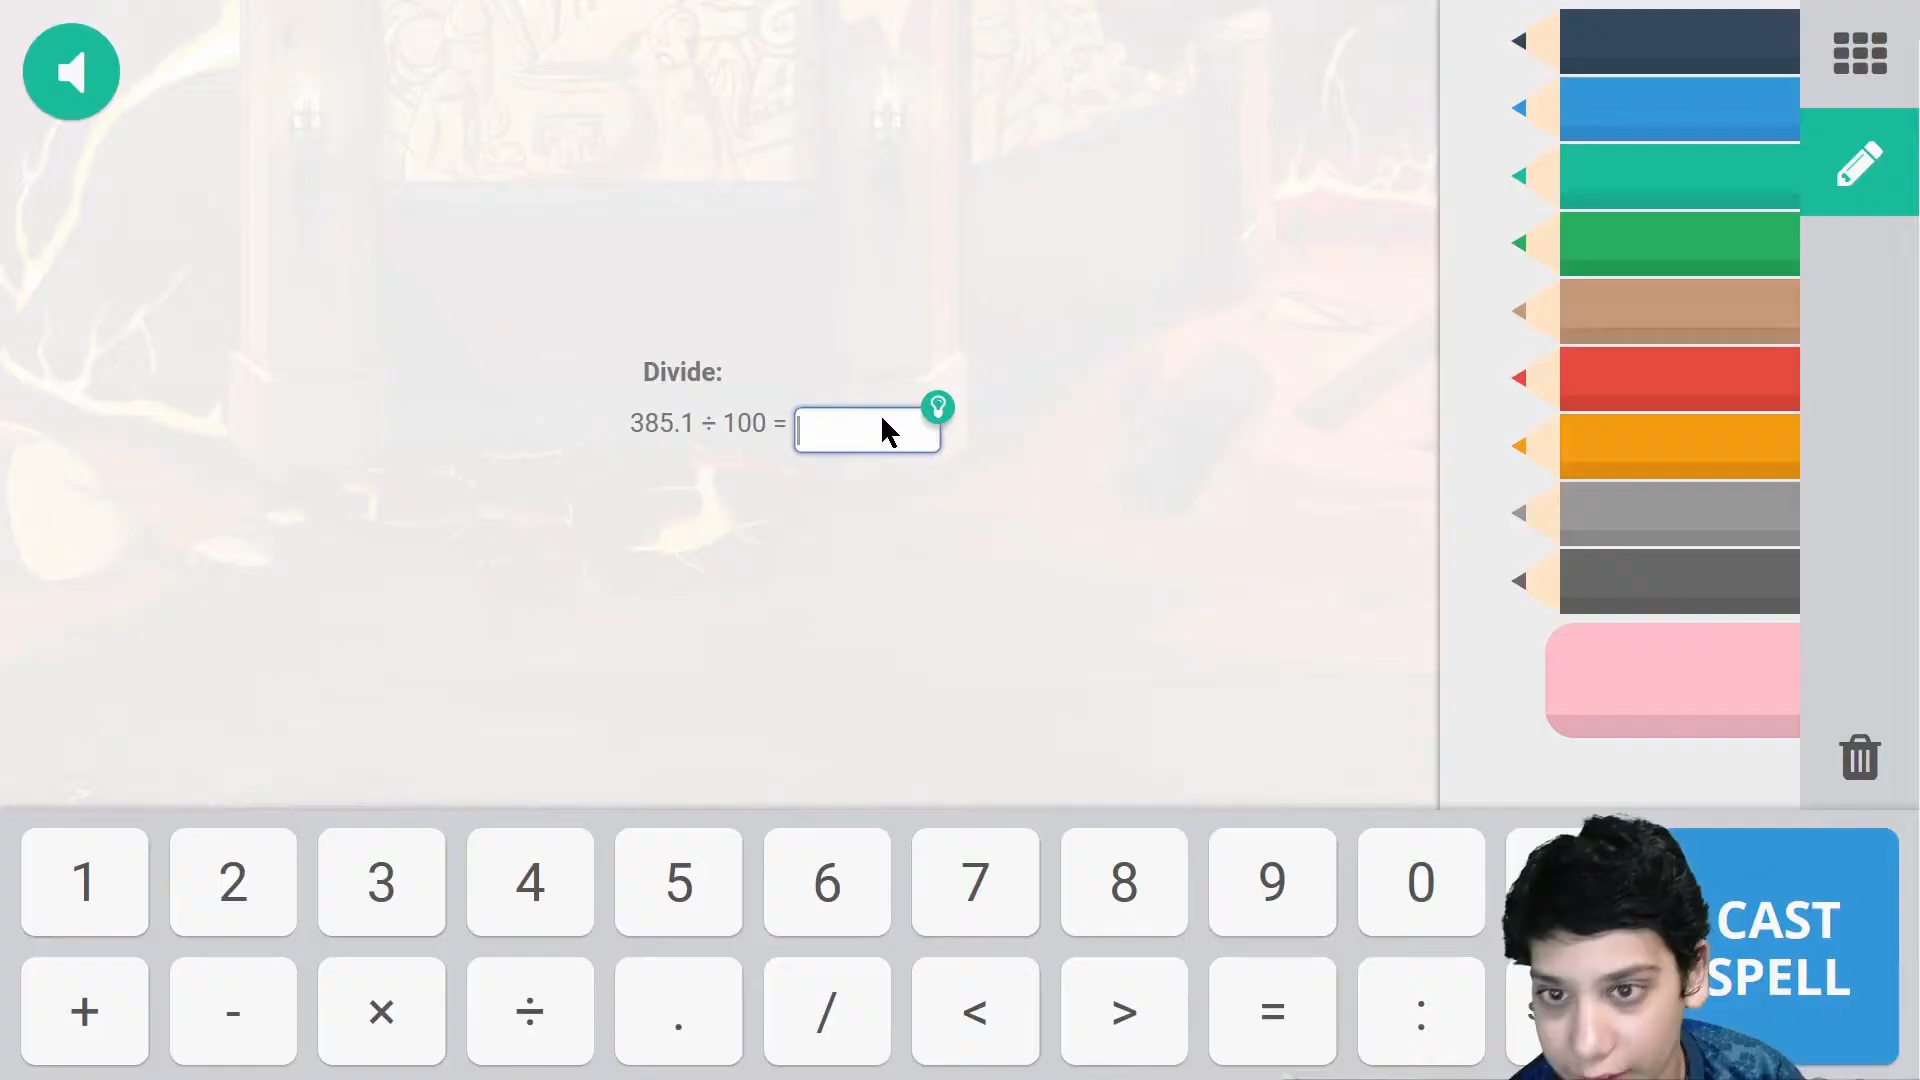 Divide:
385.1 ÷ 100 =
1 2 3 4 5 6 7 8 9 0
CAST
SPELL
+ - × ÷ . / < > = :